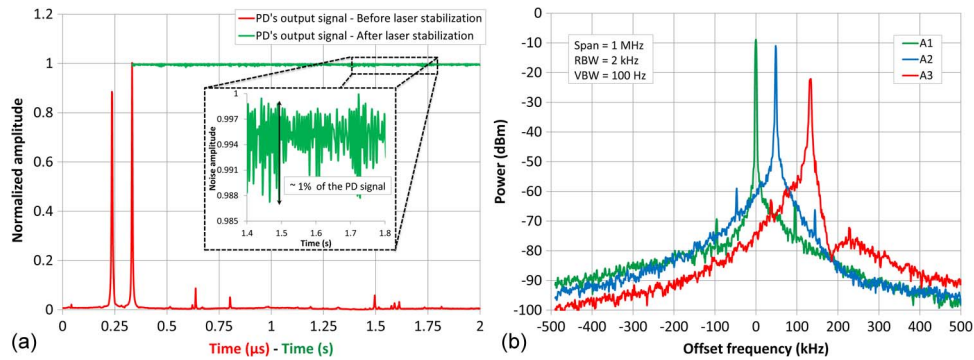 PD's output signal - Before laser stabilization
PD's output signal - After laser stabilization
Normalized amplitude
1.2
1
0.8
0.6
0.4
0.2
0
0 0.25 0.5 0.75 1 1.25 1.5 1.75 2
Time (µs) - Time (s)
Noise amplitude
1
0.997
0.994
0.991
0.988
0.985
~ 1% of the PD signal
1.4 1.5 1.6 1.7 1.8
Time (s)
(a)
Power (dBm)
0
-10
-20
-30
-40
-50
-60
-70
-80
-90
-100
Span = 1 MHz
RBW = 2 kHz
VBW = 100 Hz
A1
A2
A3
-500 -400 -300 -200 -100 0 100 200 300 400 500
Offset frequency (kHz)
(b)